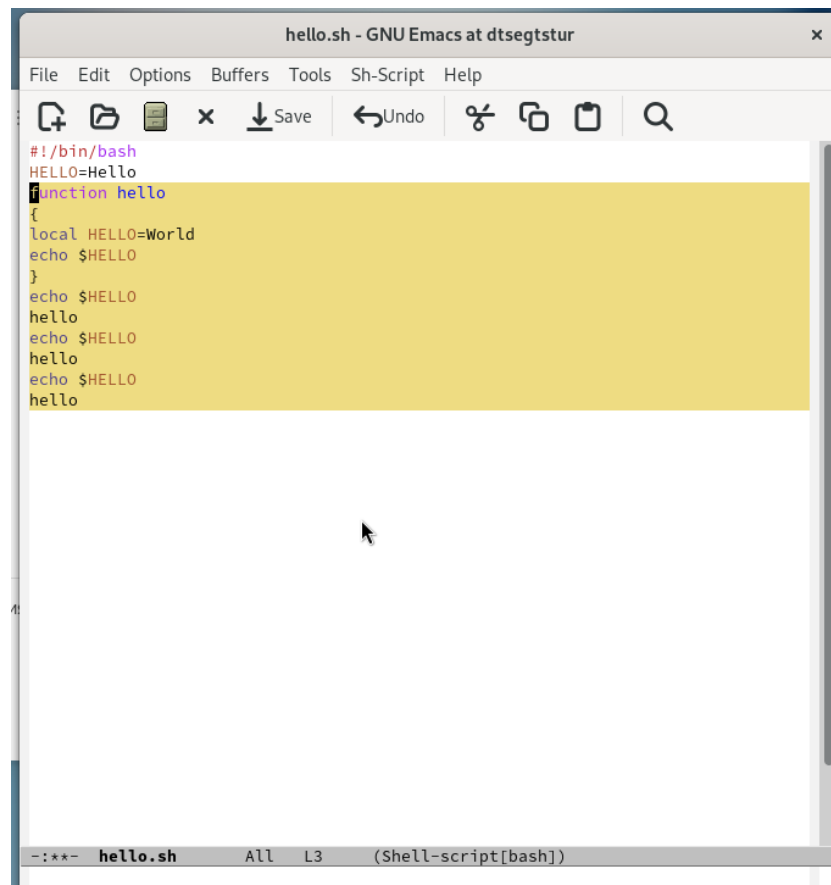 hello.sh - GNU Emacs at dtsegtstur
File Edit Options Buffers Tools Sh-Script Help
Save Undo
#!/bin/bash
HELLO=Hello
function hello
{
local HELLO=World
echo $HELLO
}
echo $HELLO
hello
echo $HELLO
hello
echo $HELLO
hello
-:**- hello.sh All L3 (Shell-script[bash])